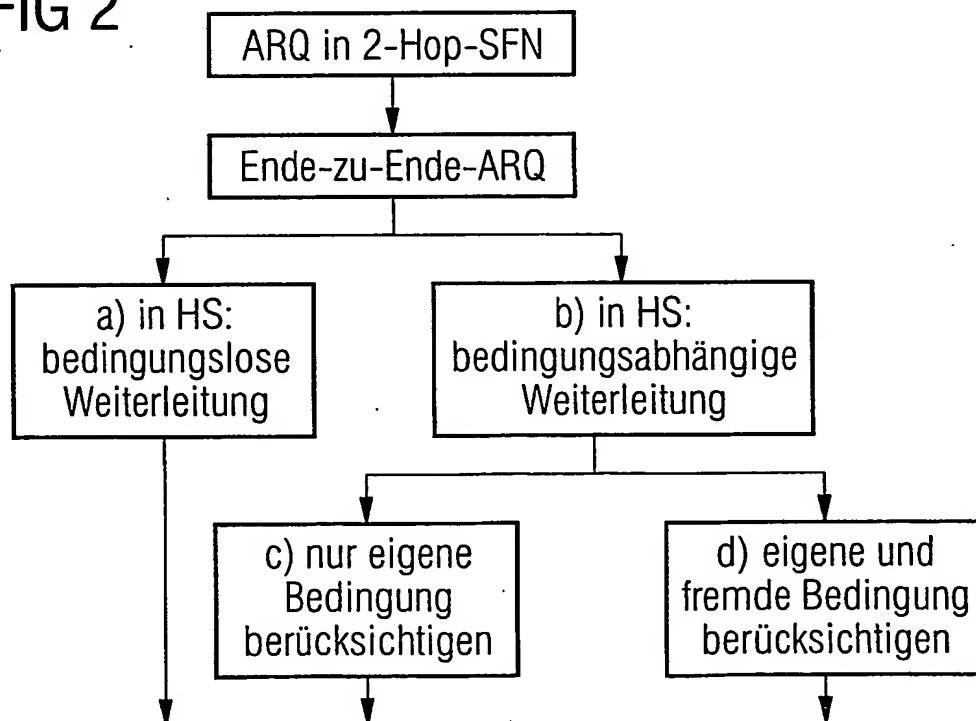 FIG 2
ARQ in 2-Hop-SFN
Ende-zu-Ende-ARQ
a) in HS:
bedingungslose
Weiterleitung
b) in HS:
bedingungsabhängige
Weiterleitung
c) nur eigene
Bedingung
berücksichtigen
d) eigene und
fremde Bedingung
berücksichtigen